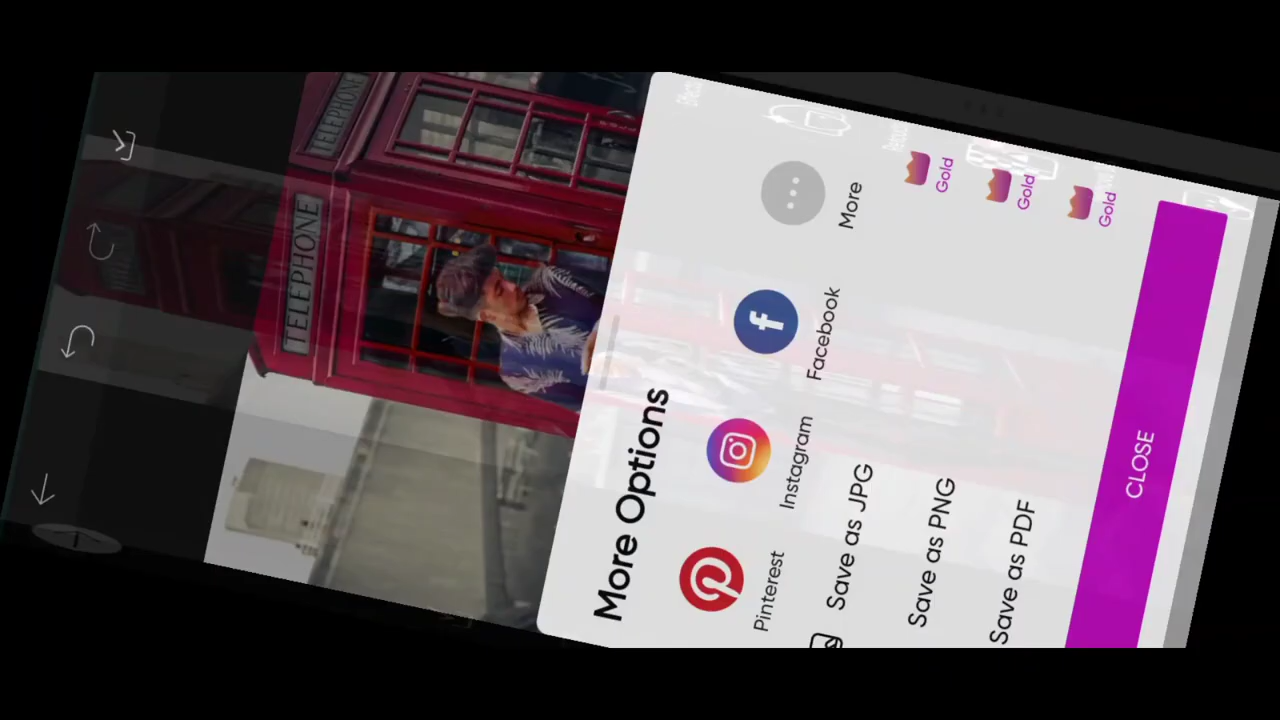 TELEPHONE
TELEPHONE
More Options
Pinterest
Instagram
Facebook
More
Save as JPG
Gold
Save as PNG
Gold
Save as PDF
Gold
CLOSE